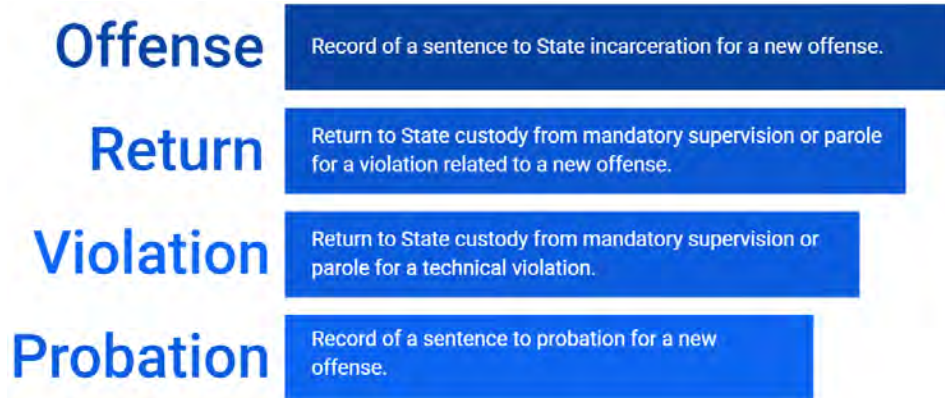 Offense
Record of a sentence to State incarceration for a new offense.
Return
Return to State custody from mandatory supervision or parole
for a violation related to a new offense.
Violation
Return to State custody from mandatory supervision or
parole for a technical violation.
Probation
Record of a sentence to probation for a new
offense.